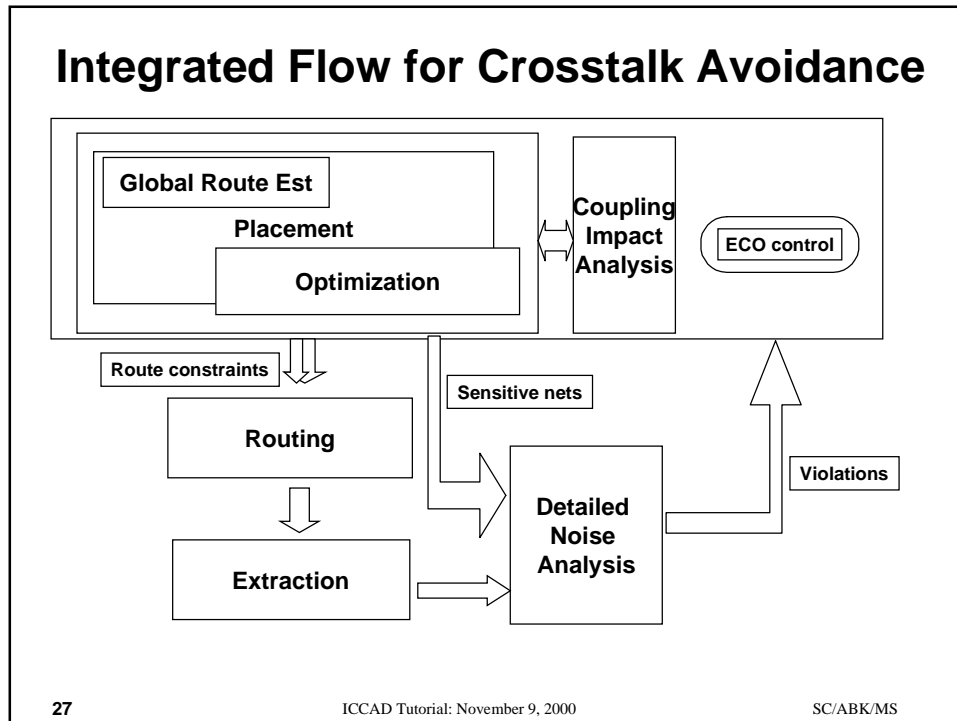 Integrated Flow for Crosstalk Avoidance
Global Route Est
Placement
Optimization
Coupling
Impact
Analysis
ECO control
Route constraints
Sensitive nets
Routing
Violations
Detailed
Noise
Analysis
Extraction
27
ICCAD Tutorial: November 9, 2000
SC/ABK/MS